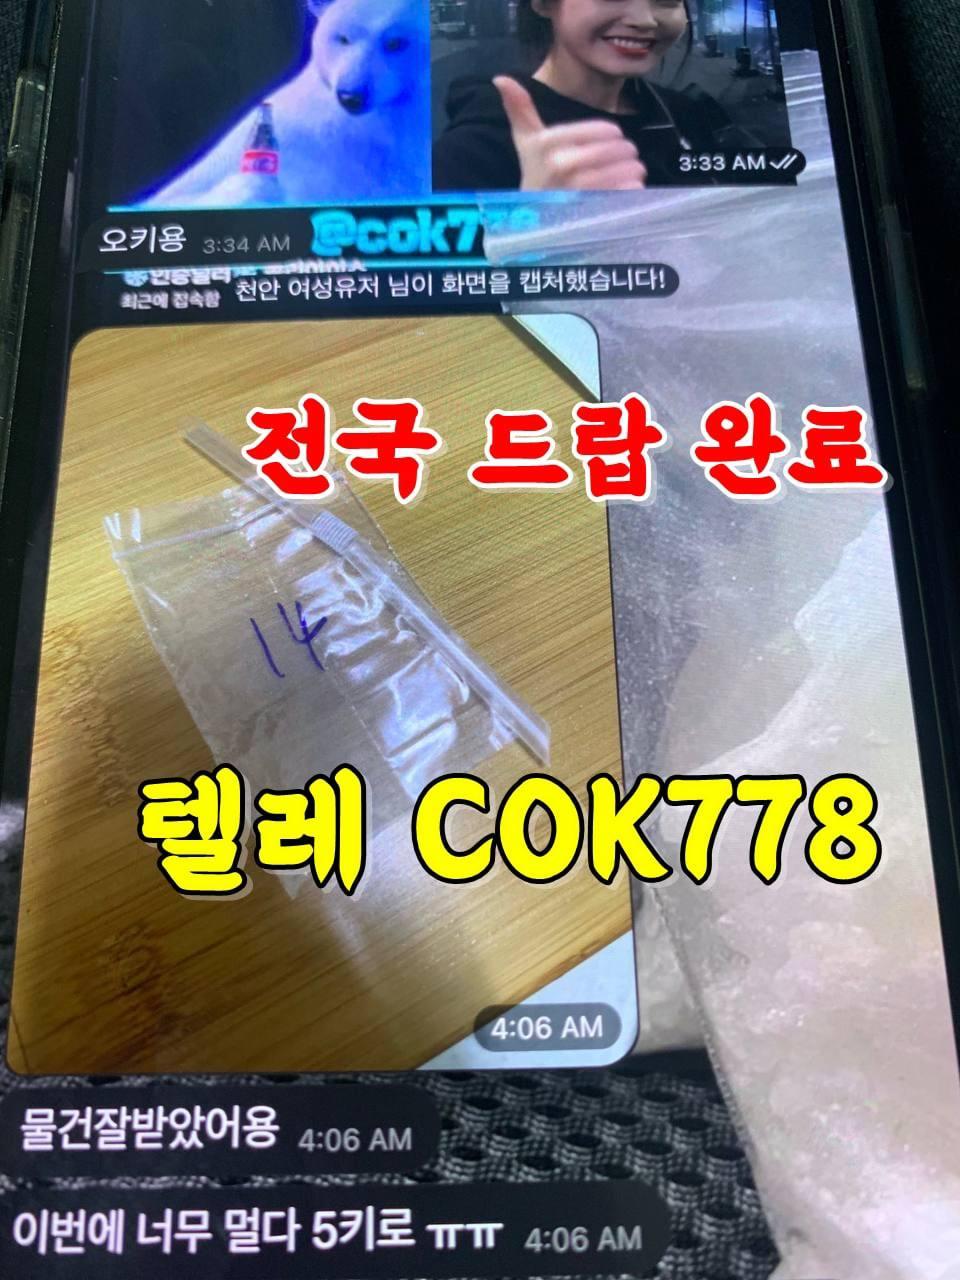 3:33 AM
오키용 3:34 AM
@cok778
최근에 접속함
천안 여성유저 님이 화면을 캡처했습니다!
전국 드랍 완료
14
텔레 COK778
4:06 AM
물건잘받았어용 4:06 AM
이번에 너무 멀다 5키로 ㅠㅠ 4:06 AM